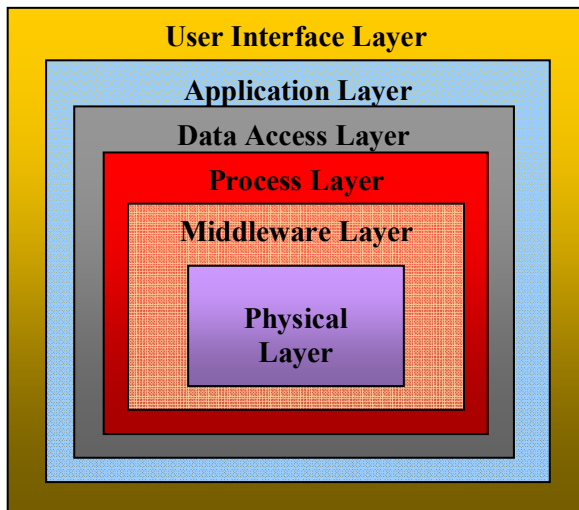 User Interface Layer
Application Layer
Data Access Layer
Process Layer
Middleware Layer
Physical
Layer